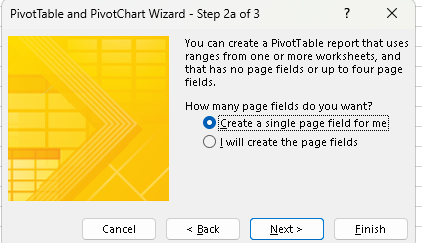 PivotTable and PivotChart Wizard - Step 2a of 3 ? ×
You can create a PivotTable report that uses
ranges from one or more worksheets, and
that has no page fields or up to four page
fields.
How many page fields do you want?
Create a single page field for me
I will create the page fields
Cancel < Back Next > Finish